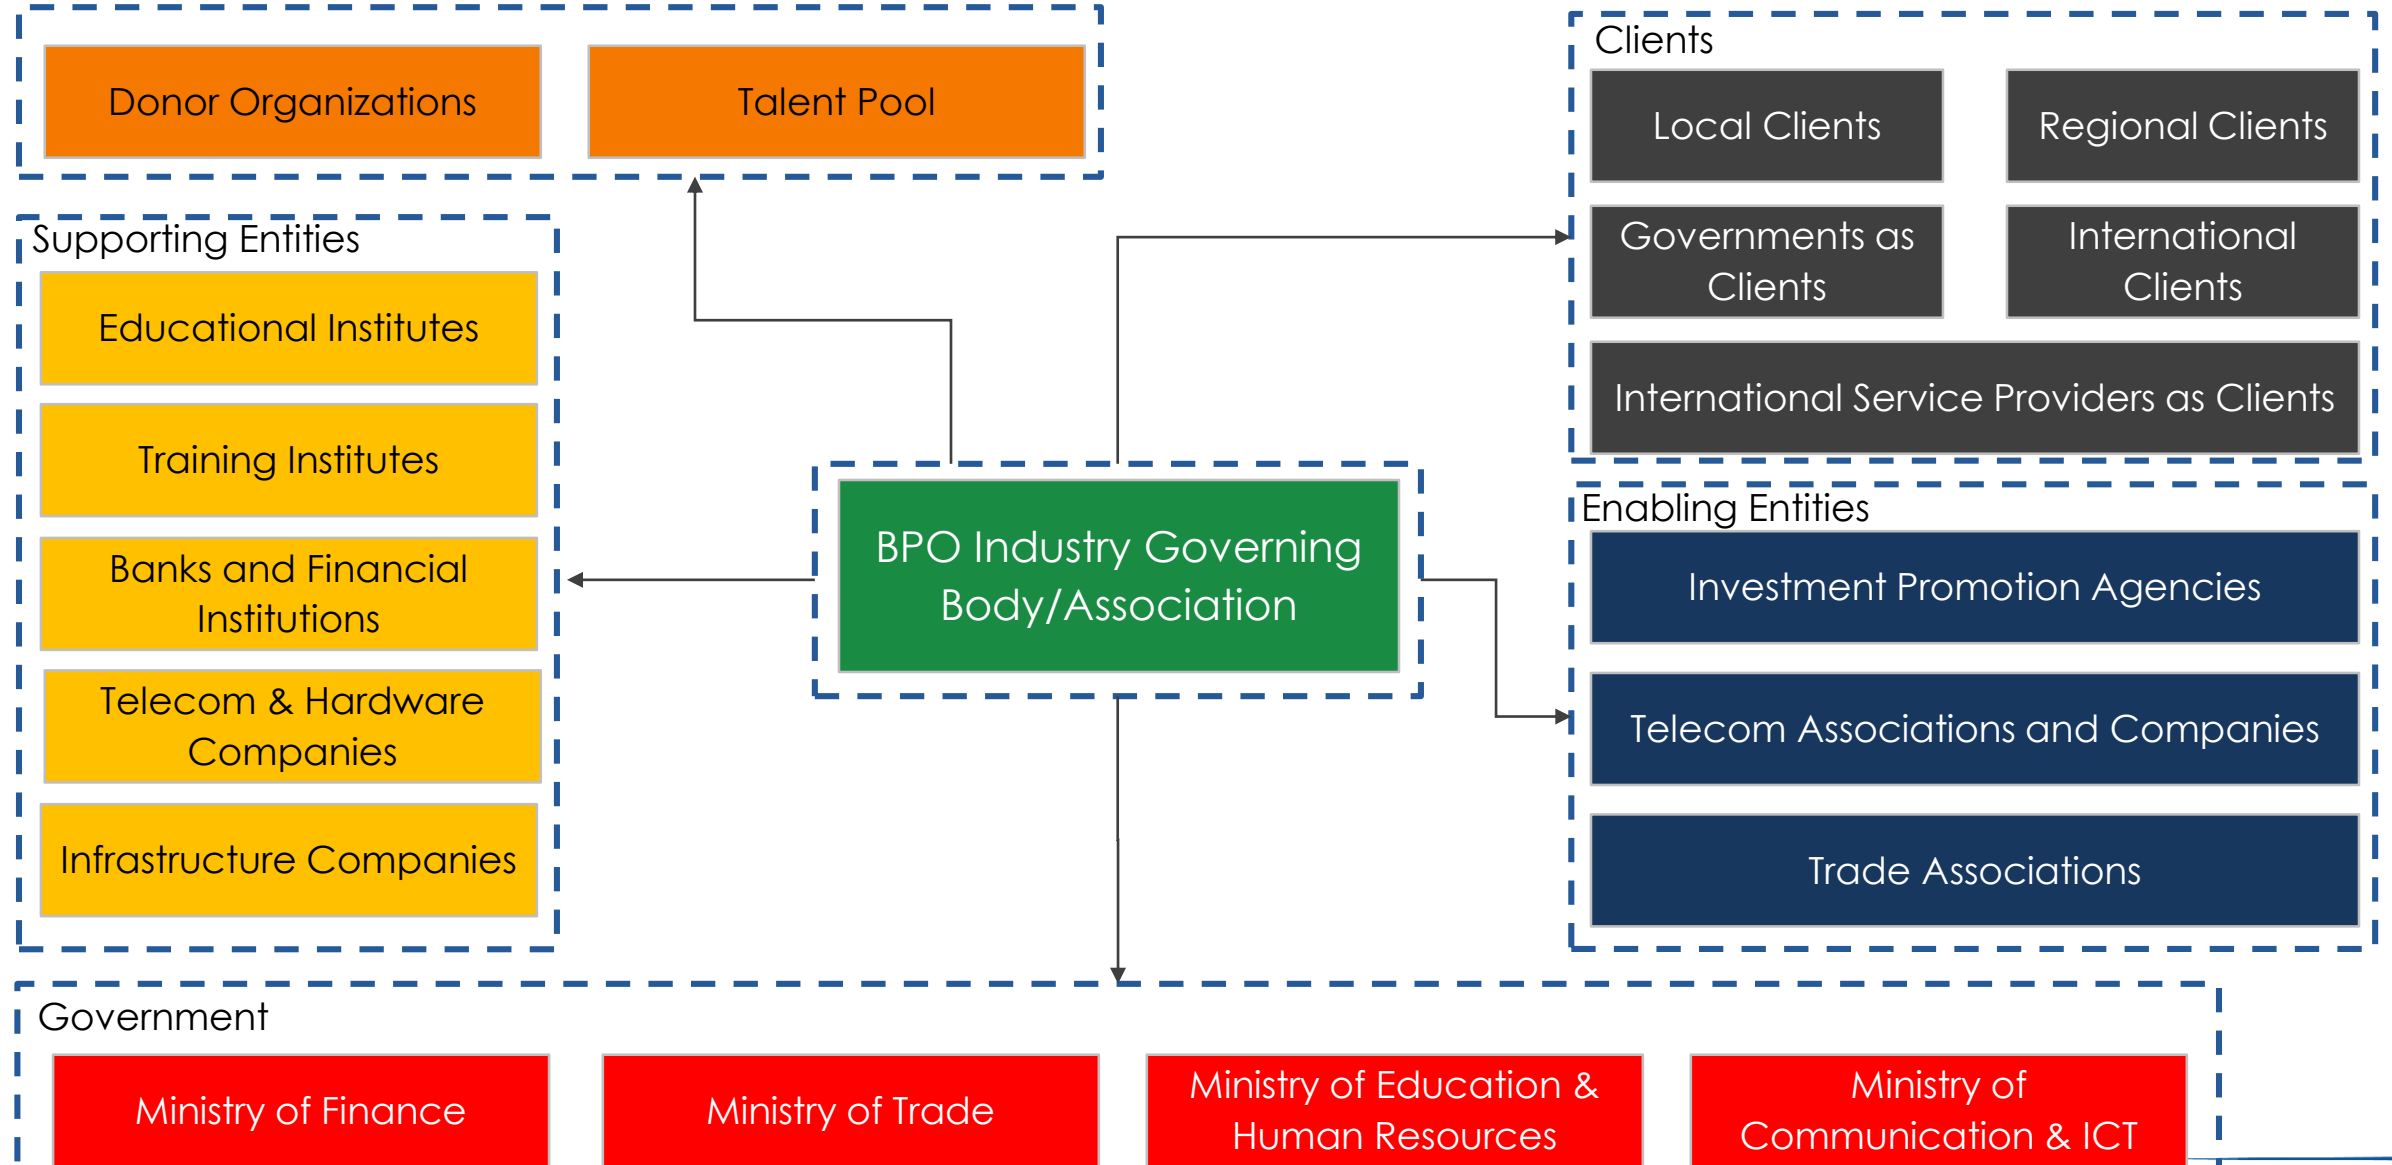 Donor Organizations
Talent Pool
Supporting Entities
Educational Institutes
Training Institutes
Banks and Financial
Institutions
Telecom & Hardware
Companies
Infrastructure Companies
BPO Industry Governing
Body/Association
Clients
Local Clients
Regional Clients
Governments as
Clients
International
Clients
International Service Providers as Clients
Enabling Entities
Investment Promotion Agencies
Telecom Associations and Companies
Trade Associations
Government
Ministry of Finance
Ministry of Trade
Ministry of Education &
Human Resources
Ministry of
Communication & ICT